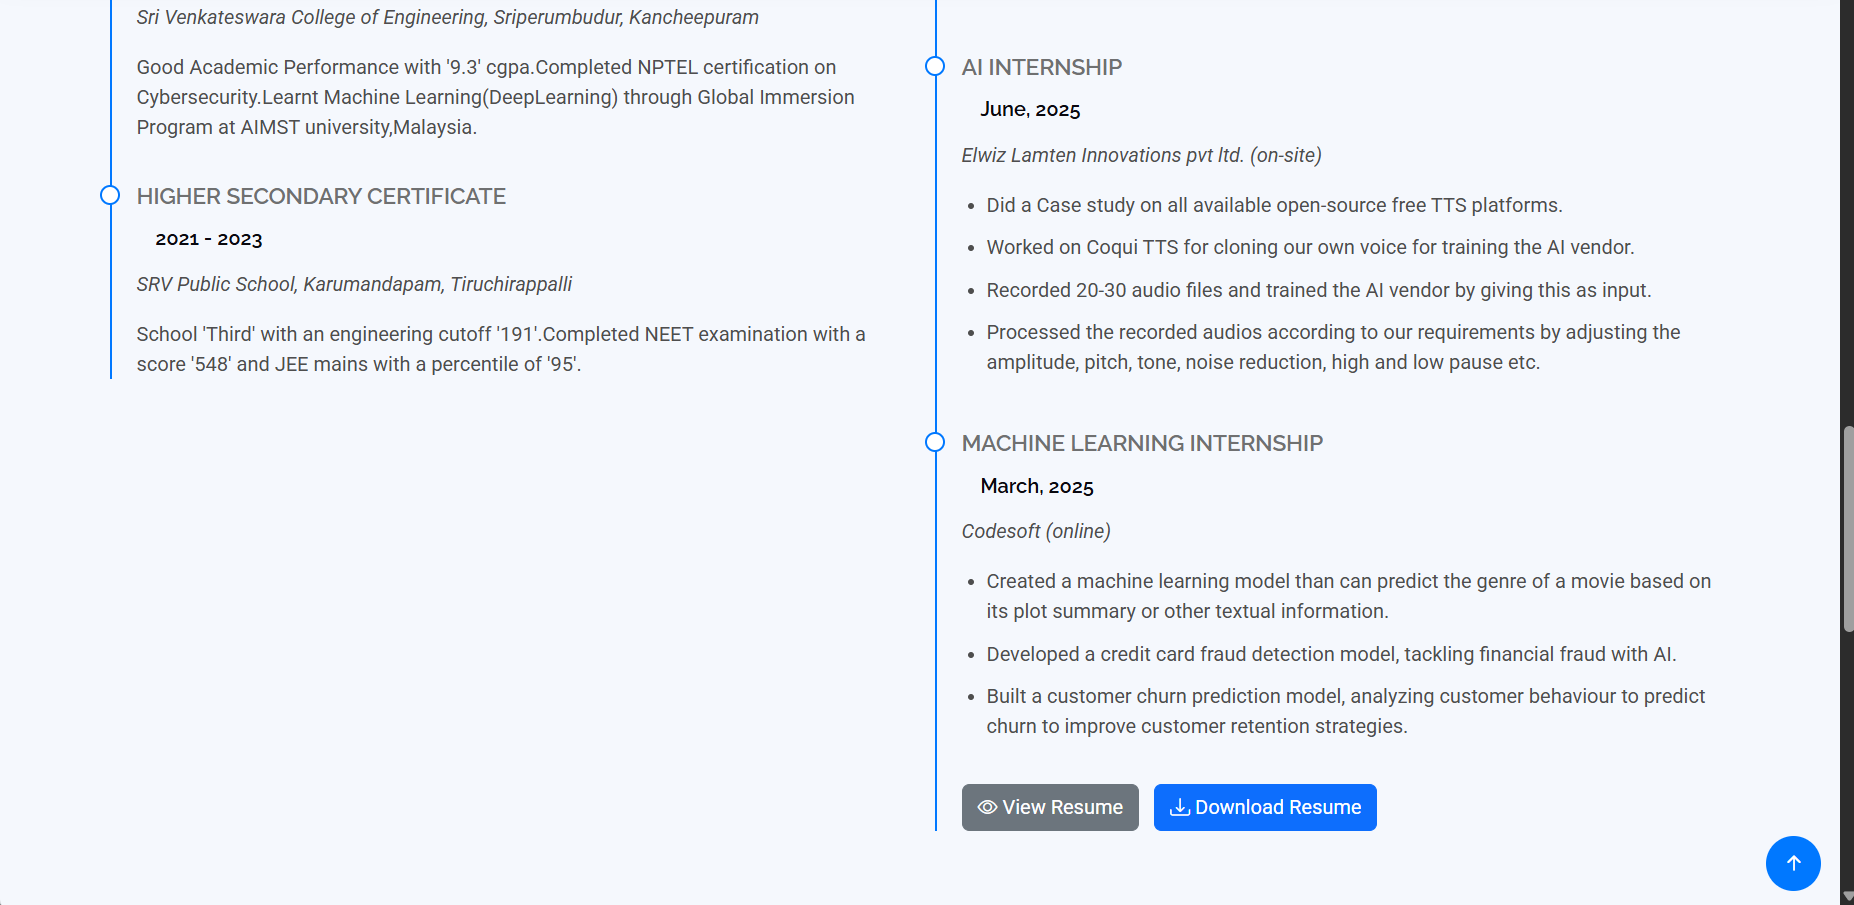 Sri Venkateswara College of Engineering, Sriperumbudur, Kancheepuram
Good Academic Performance with '9.3' cgpa.Completed NPTEL certification on
Cybersecurity.Learnt Machine Learning(DeepLearning) through Global Immersion
Program at AIMST university,Malaysia.
HIGHER SECONDARY CERTIFICATE
2021 - 2023
SRV Public School, Karumandapam, Tiruchirappalli
School 'Third' with an engineering cutoff '191'.Completed NEET examination with a
score '548' and JEE mains with a percentile of '95'.
AI INTERNSHIP
June, 2025
Elwiz Lamten Innovations pvt ltd. (on-site)
• Did a Case study on all available open-source free TTS platforms.
• Worked on Coqui TTS for cloning our own voice for training the AI vendor.
• Recorded 20-30 audio files and trained the AI vendor by giving this as input.
• Processed the recorded audios according to our requirements by adjusting the
amplitude, pitch, tone, noise reduction, high and low pause etc.
MACHINE LEARNING INTERNSHIP
March, 2025
Codesoft (online)
• Created a machine learning model than can predict the genre of a movie based on
its plot summary or other textual information.
• Developed a credit card fraud detection model, tackling financial fraud with AI.
• Built a customer churn prediction model, analyzing customer behaviour to predict
churn to improve customer retention strategies.
View Resume
Download Resume